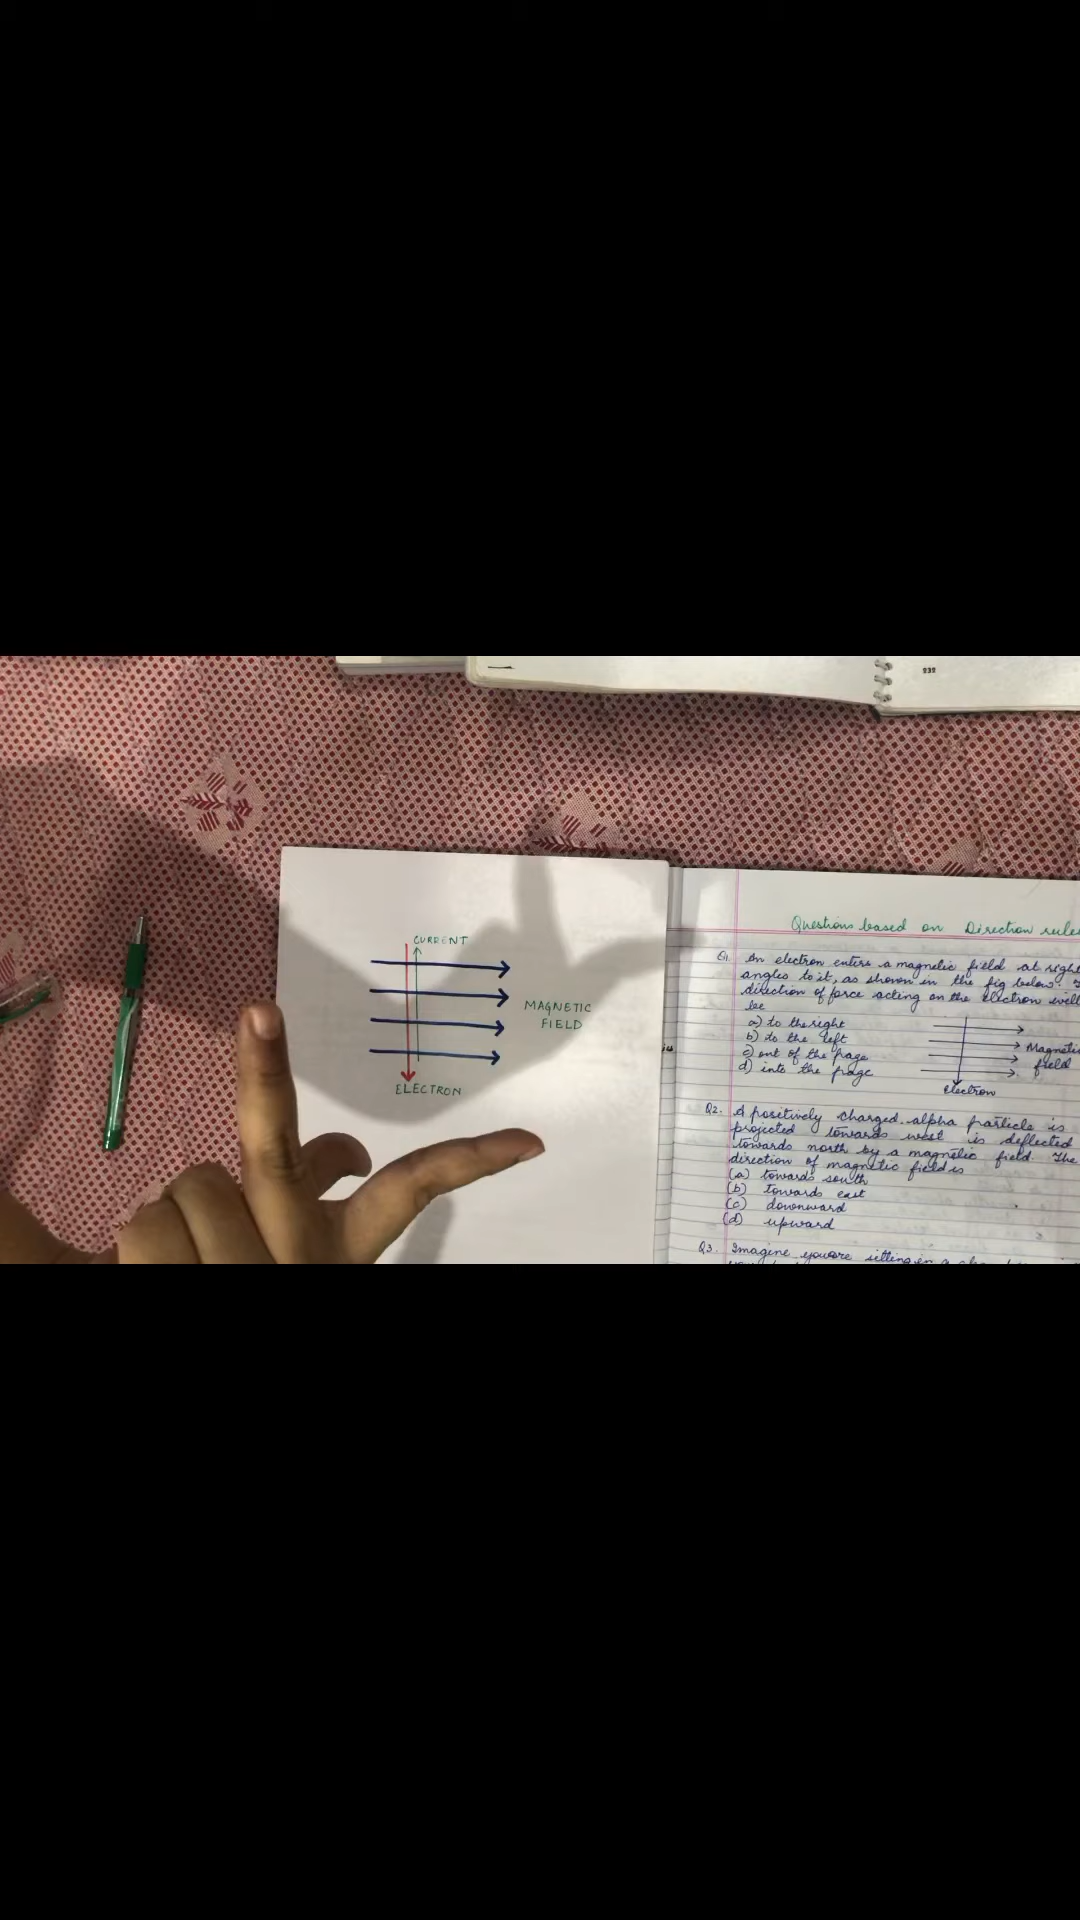 232
CURRENT
MAGNETIC
FIELD
ELECTRON
Questions based on Direction rule
Q1. An electron enters a magnetic field at right
angles to it, as shown in the fig below. T
direction of force acting on the electron will
be
a) to the right
b) to the left
c) out of the page
d) into the page
Magnetic
field
electron
Q2. A positively charged alpha particle is
projected towards west is deflected
towards north by a magnetic field. The
direction of magnetic field is
(a) towards south
(b) towards east
(c) downward
(d) upward
Q3. Imagine you are sitting in a